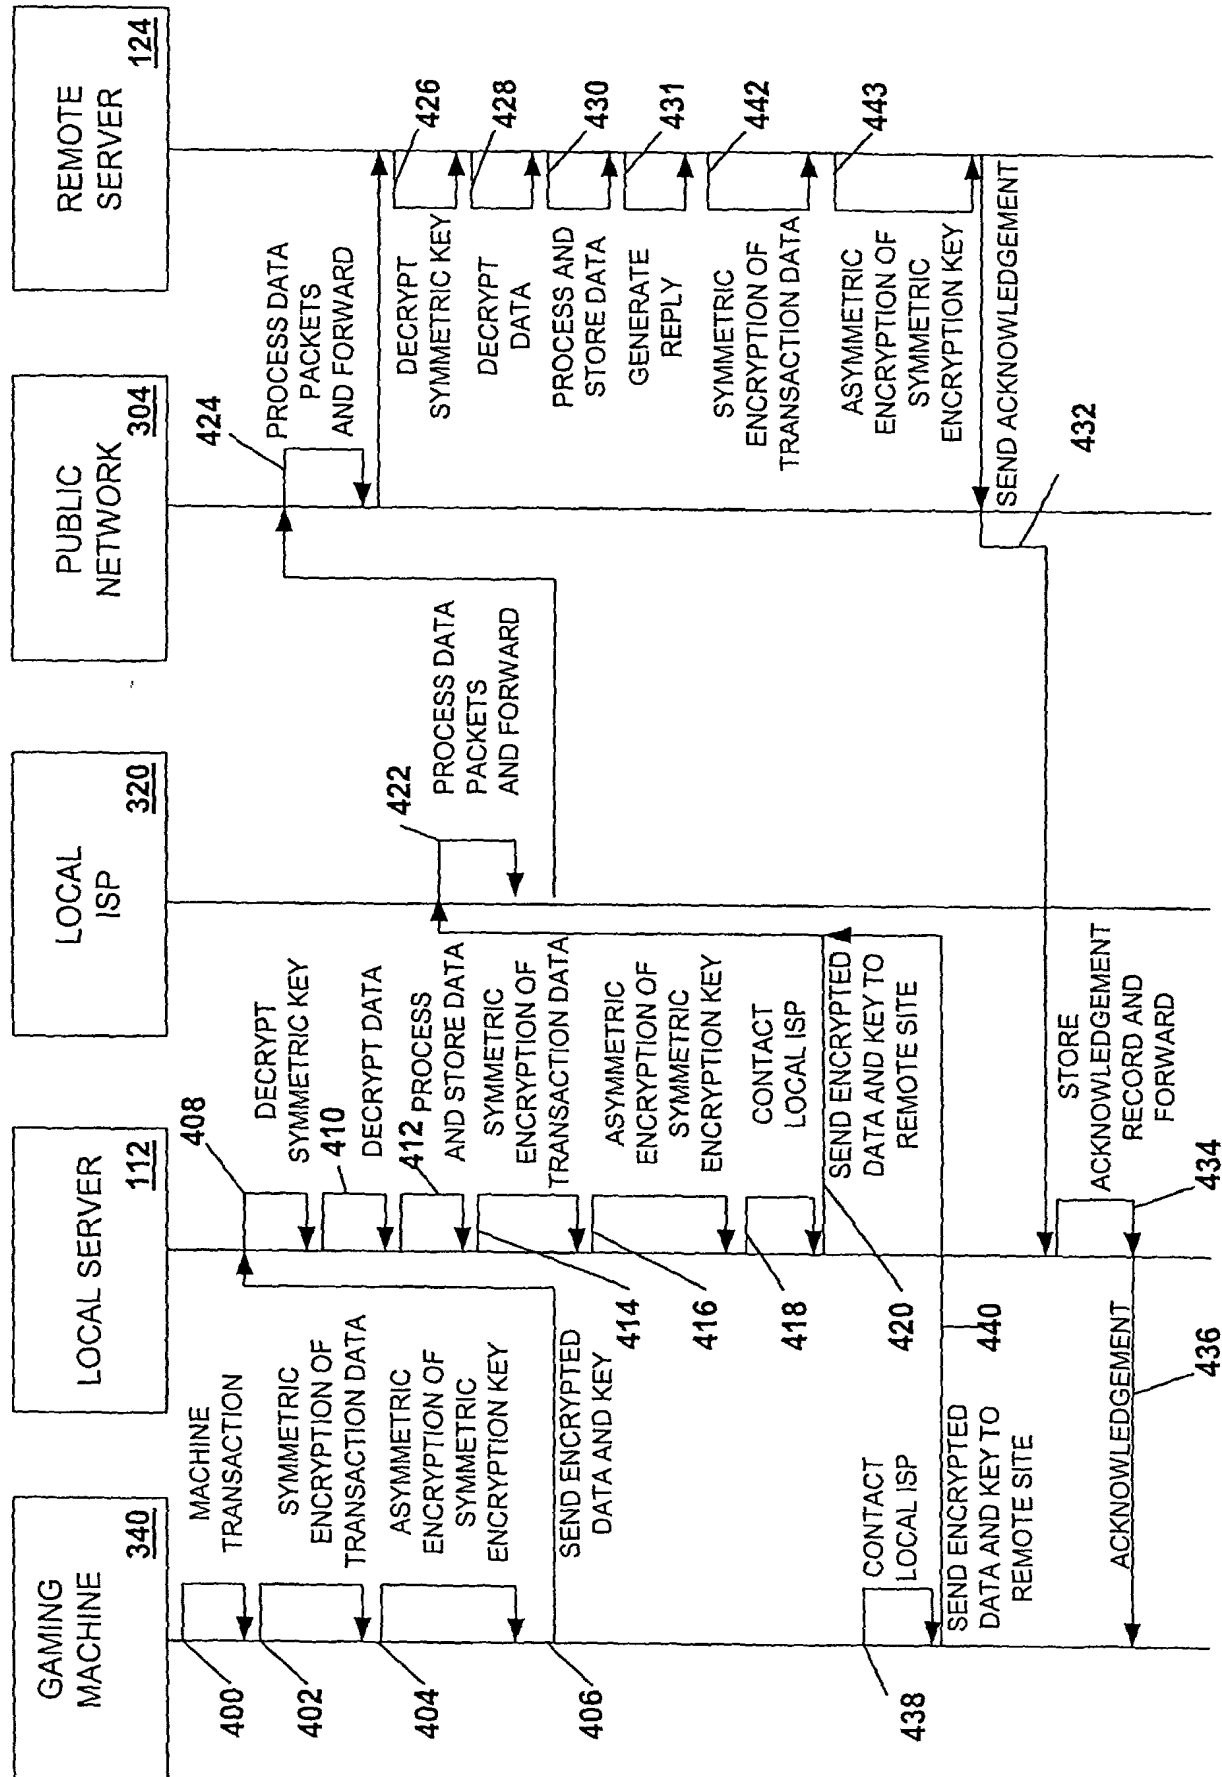 GAMING
MACHINE
340
LOCAL SERVER
112
LOCAL
ISP
320
PUBLIC
NETWORK
304
REMOTE
SERVER
124
400
MACHINE
TRANSACTION
402
SYMMETRIC
ENCRYPTION OF
TRANSACTION DATA
404
ASYMMETRIC
ENCRYPTION OF
SYMMETRIC
ENCRYPTION KEY
406
SEND ENCRYPTED
DATA AND KEY
408
DECRYPT
SYMMETRIC KEY
410
DECRYPT DATA
412
PROCESS
AND STORE DATA
414
SYMMETRIC
ENCRYPTION OF
TRANSACTION DATA
416
ASYMMETRIC
ENCRYPTION OF
SYMMETRIC
ENCRYPTION KEY
418
CONTACT
LOCAL ISP
420
SEND ENCRYPTED
DATA AND KEY TO
REMOTE SITE
422
PROCESS DATA
PACKETS
AND FORWARD
424
PROCESS DATA
PACKETS
AND FORWARD
426
DECRYPT
SYMMETRIC KEY
428
DECRYPT
DATA
430
PROCESS AND
STORE DATA
431
GENERATE
REPLY
442
SYMMETRIC
ENCRYPTION OF
TRANSACTION DATA
443
ASYMMETRIC
ENCRYPTION OF
SYMMETRIC
ENCRYPTION KEY
SEND ACKNOWLEDGEMENT
432
438
CONTACT
LOCAL ISP
440
SEND ENCRYPTED
DATA AND KEY TO
REMOTE SITE
STORE
ACKNOWLEDGEMENT
RECORD AND
FORWARD
434
ACKNOWLEDGEMENT
436